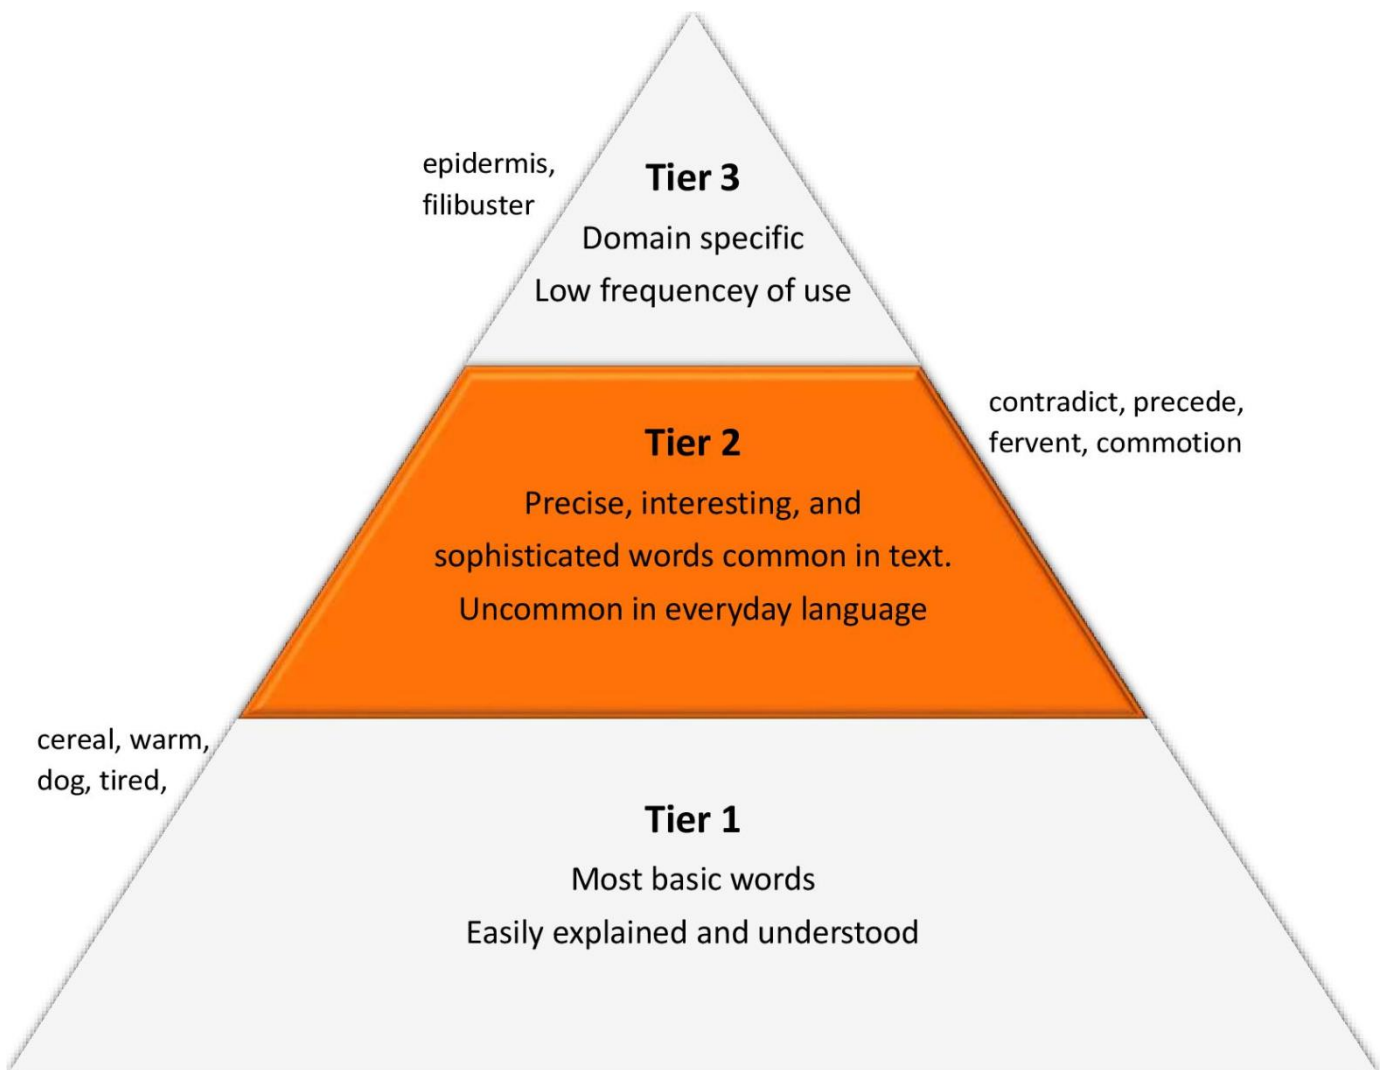 epidermis,
filibuster
Tier 3
Domain specific
Low frequencey of use
contradict, precede,
fervent, commotion
Tier 2
Precise, interesting, and
sophisticated words common in text.
Uncommon in everyday language
cereal, warm,
dog, tired,
Tier 1
Most basic words
Easily explained and understood